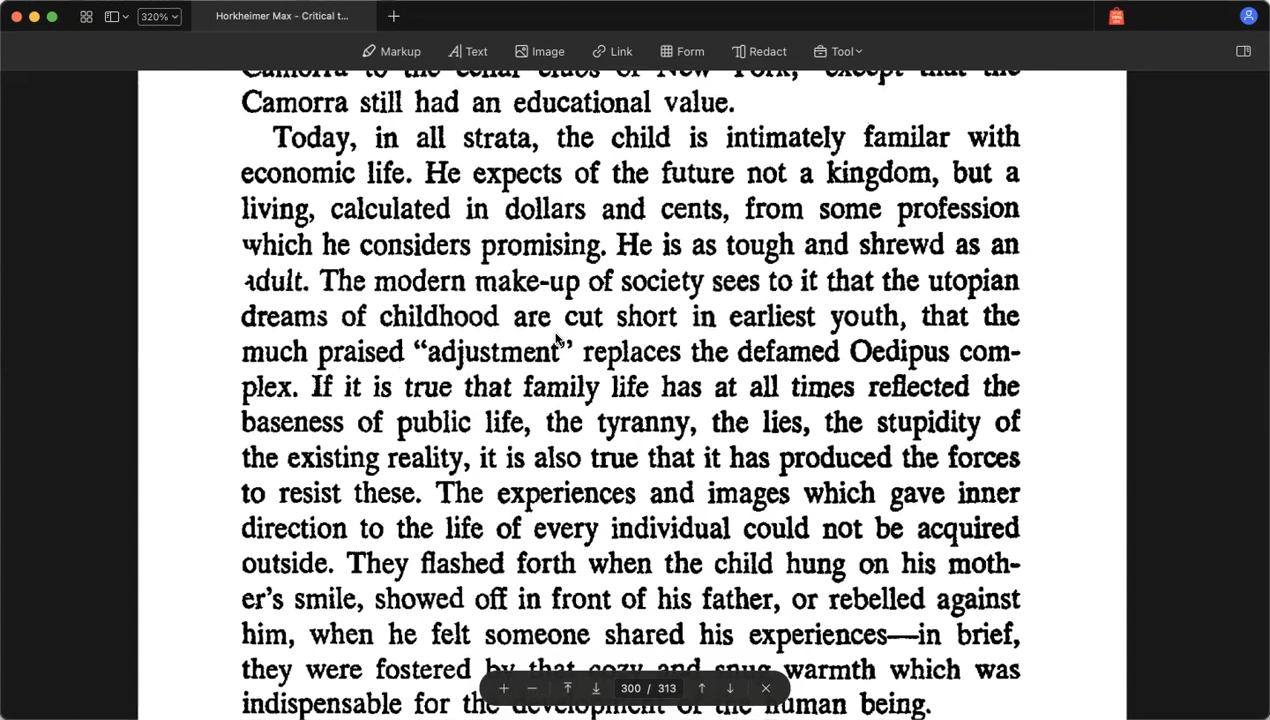 320%
Horkheimer Max - Critical t...
Markup Text Image Link Form Redact Tool
Camorra to the cellar clubs of New York, except that the
Camorra still had an educational value.
Today, in all strata, the child is intimately familar with
economic life. He expects of the future not a kingdom, but a
living, calculated in dollars and cents, from some profession
which he considers promising. He is as tough and shrewd as an
adult. The modern make-up of society sees to it that the utopian
dreams of childhood are cut short in earliest youth, that the
much praised “adjustment” replaces the defamed Oedipus com-
plex. If it is true that family life has at all times reflected the
baseness of public life, the tyranny, the lies, the stupidity of
the existing reality, it is also true that it has produced the forces
to resist these. The experiences and images which gave inner
direction to the life of every individual could not be acquired
outside. They flashed forth when the child hung on his moth-
er's smile, showed off in front of his father, or rebelled against
him, when he felt someone shared his experiences—in brief,
they were fostered by that cozy and snug warmth which was
indispensable for the development of the human being.
300 / 313